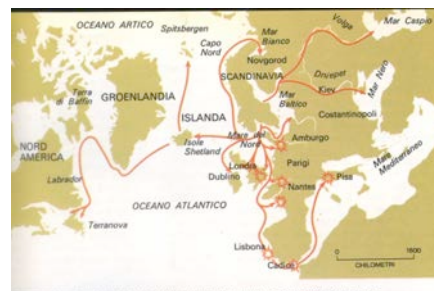 OCEANO ARTICO
Spitsbergen
Capo
Nord
Mar
Bianco
Volga
Mar Caspio
Novgorod
SCANDINAVIA
Dnieper
Kiev
Mar Nero
Terra
di Baffin
GROENLANDIA
Mar
Baltico
Costantinopoli
ISLANDA
NORD
AMERICA
Isole
Shetland
Mare del
Nord
Amburgo
Mare
Mediterraneo
Londra
Dublino
Parigi
Labrador
Nantes
Pisa
Terranova
OCEANO ATLANTICO
Lisbona
Cadice
0
1600
CHILOMETRI